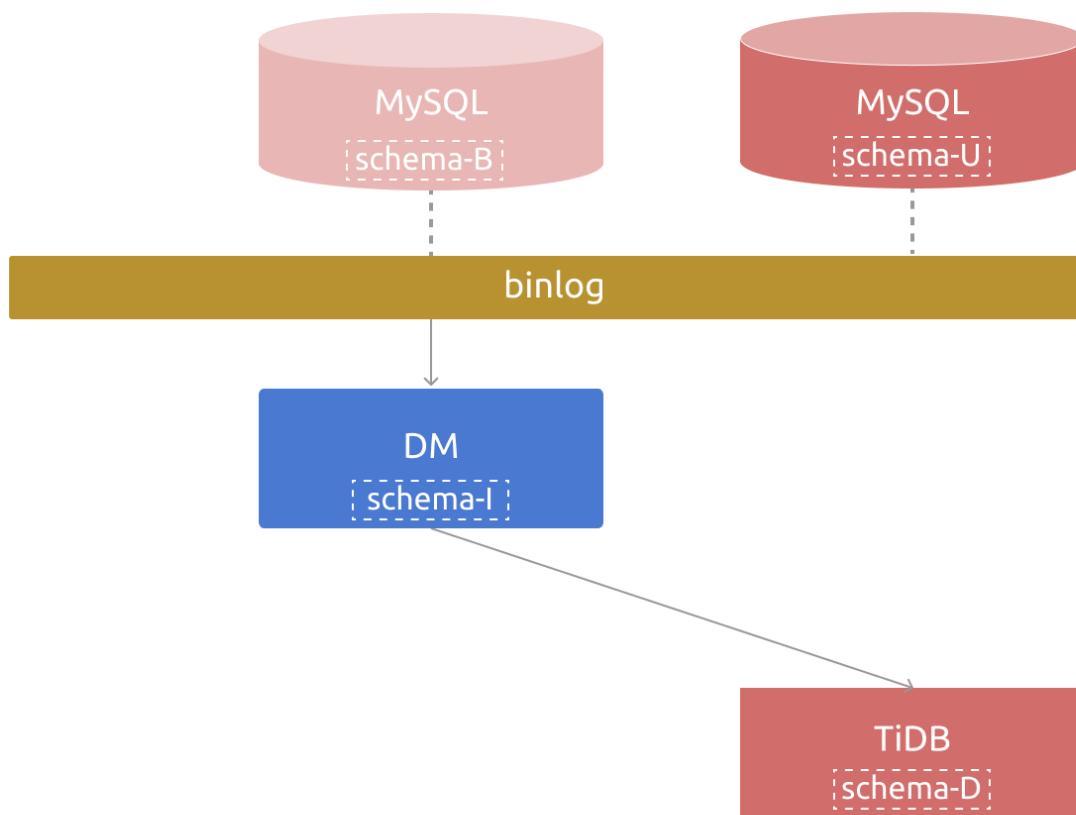 MySQL
schema-B
MySQL
schema-U
binlog
DM
schema-I
TiDB
schema-D